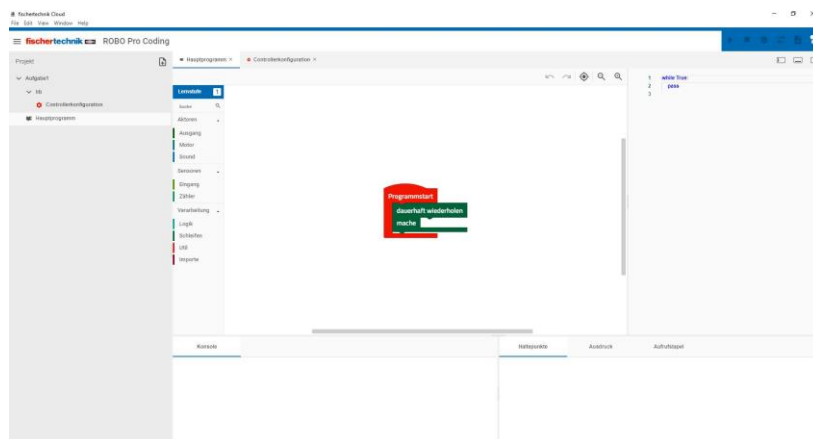 fischertechnik Cloud
File Edit View Window Help
fischertechnik ROBO Pro Coding
Projekt
Aufgabe1
lib
Controllerkonfiguration
Hauptprogramm
Hauptprogramm ×
Controllerkonfiguration ×
Lernstufe 1
Suche
Aktoren
Ausgang
Motor
Sound
Sensoren
Eingang
Zähler
Verarbeitung
Logik
Schleifen
Util
Importe
Programmstart
dauerhaft wiederholen
mache
1 while True:
2 pass
3
Konsole
Haltepunkte
Ausdruck
Aufrufstapel